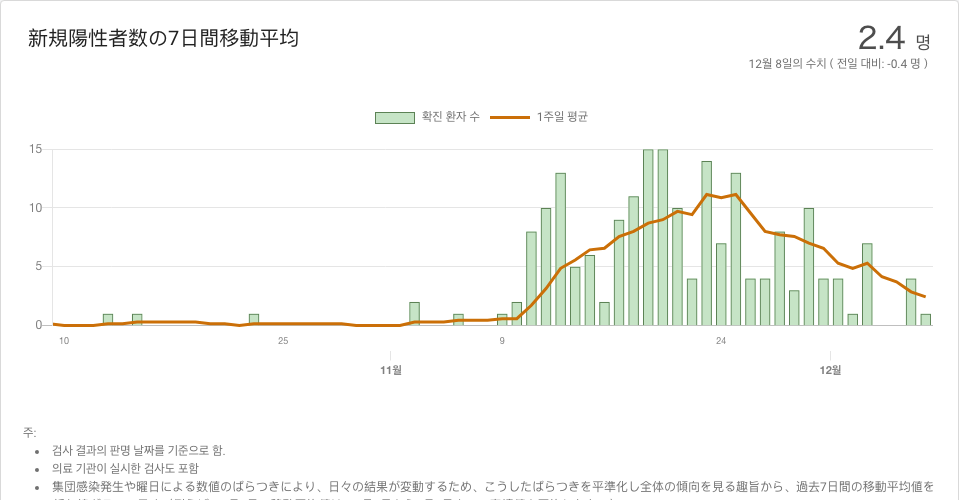 新規陽性者数の7日間移動平均
2.4 名
12월 8일의 수치 ( 전일 대비: -0.4 명 )
확진 환자 수 1주일 평균
15
10
5
0
10 25 9 24
11월 12월
주:
검사 결과의 판명 날짜를 기준으로 함.
의료 기관이 실시한 검사도 포함
集団感染発生や曜日による数値のばらつきにより、日々の結果が変動するため、こうしたばらつきを平準化し全体の傾向を見る趣旨から、過去7日間の移動平均値を